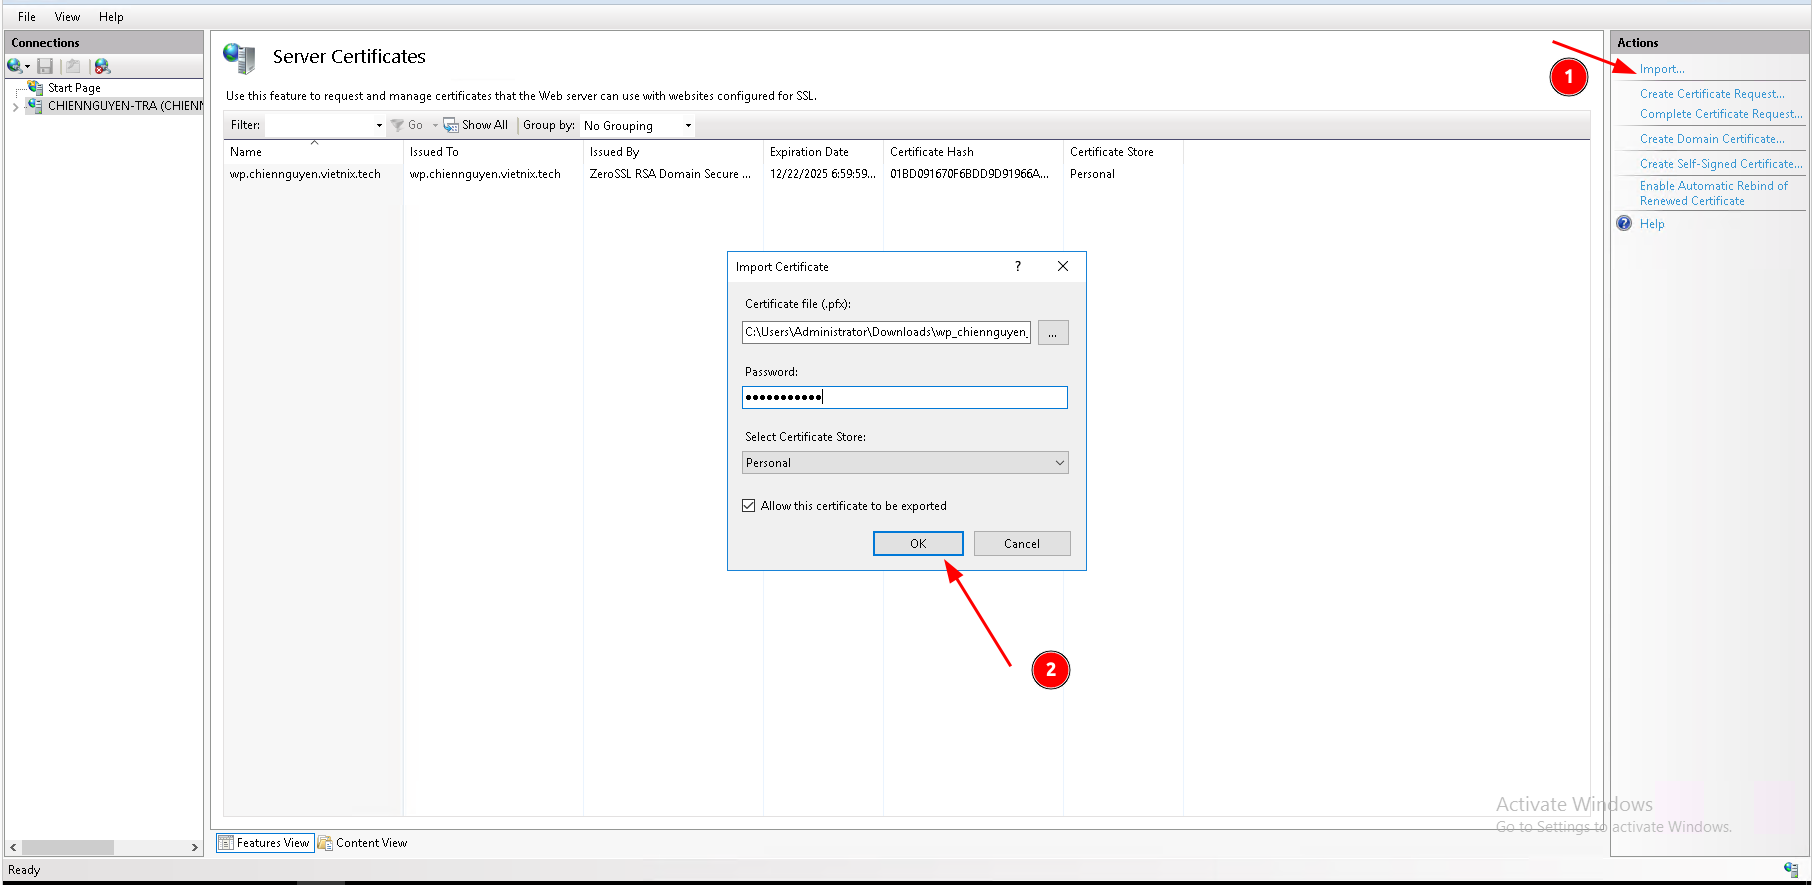 File View Help
Connections
Start Page
CHIENNGUYEN-TRA (CHIENN
Server Certificates
Use this feature to request and manage certificates that the Web server can use with websites configured for SSL.
Filter: Go Show All Group by: No Grouping
Name Issued To Issued By Expiration Date Certificate Hash Certificate Store
wp.chiennguyen.vietnix.tech wp.chiennguyen.vietnix.tech ZeroSSL RSA Domain Secure ... 12/22/2025 6:59:59... 01BD091670F6BDD9D91966A... Personal
Import Certificate ?
Certificate file (.pfx):
C:\Users\Administrator\Downloads\wp_chiennguyen_ ...
Password:
●●●●●●●●●●●
Select Certificate Store:
Personal
Allow this certificate to be exported
OK Cancel
1
2
Actions
Import...
Create Certificate Request...
Complete Certificate Request...
Create Domain Certificate...
Create Self-Signed Certificate...
Enable Automatic Rebind of
Renewed Certificate
? Help
Activate Windows
Go to Settings to activate Windows.
Features View Content View
Ready